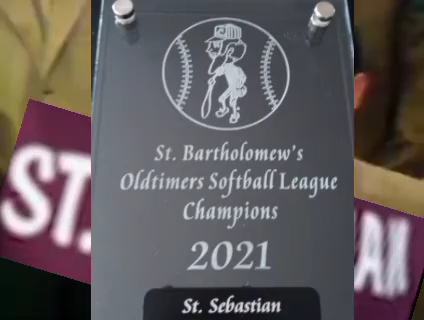 St. Bartholomew's
Oldtimers Softball League
Champions
2021
St. Sebastian
ST.